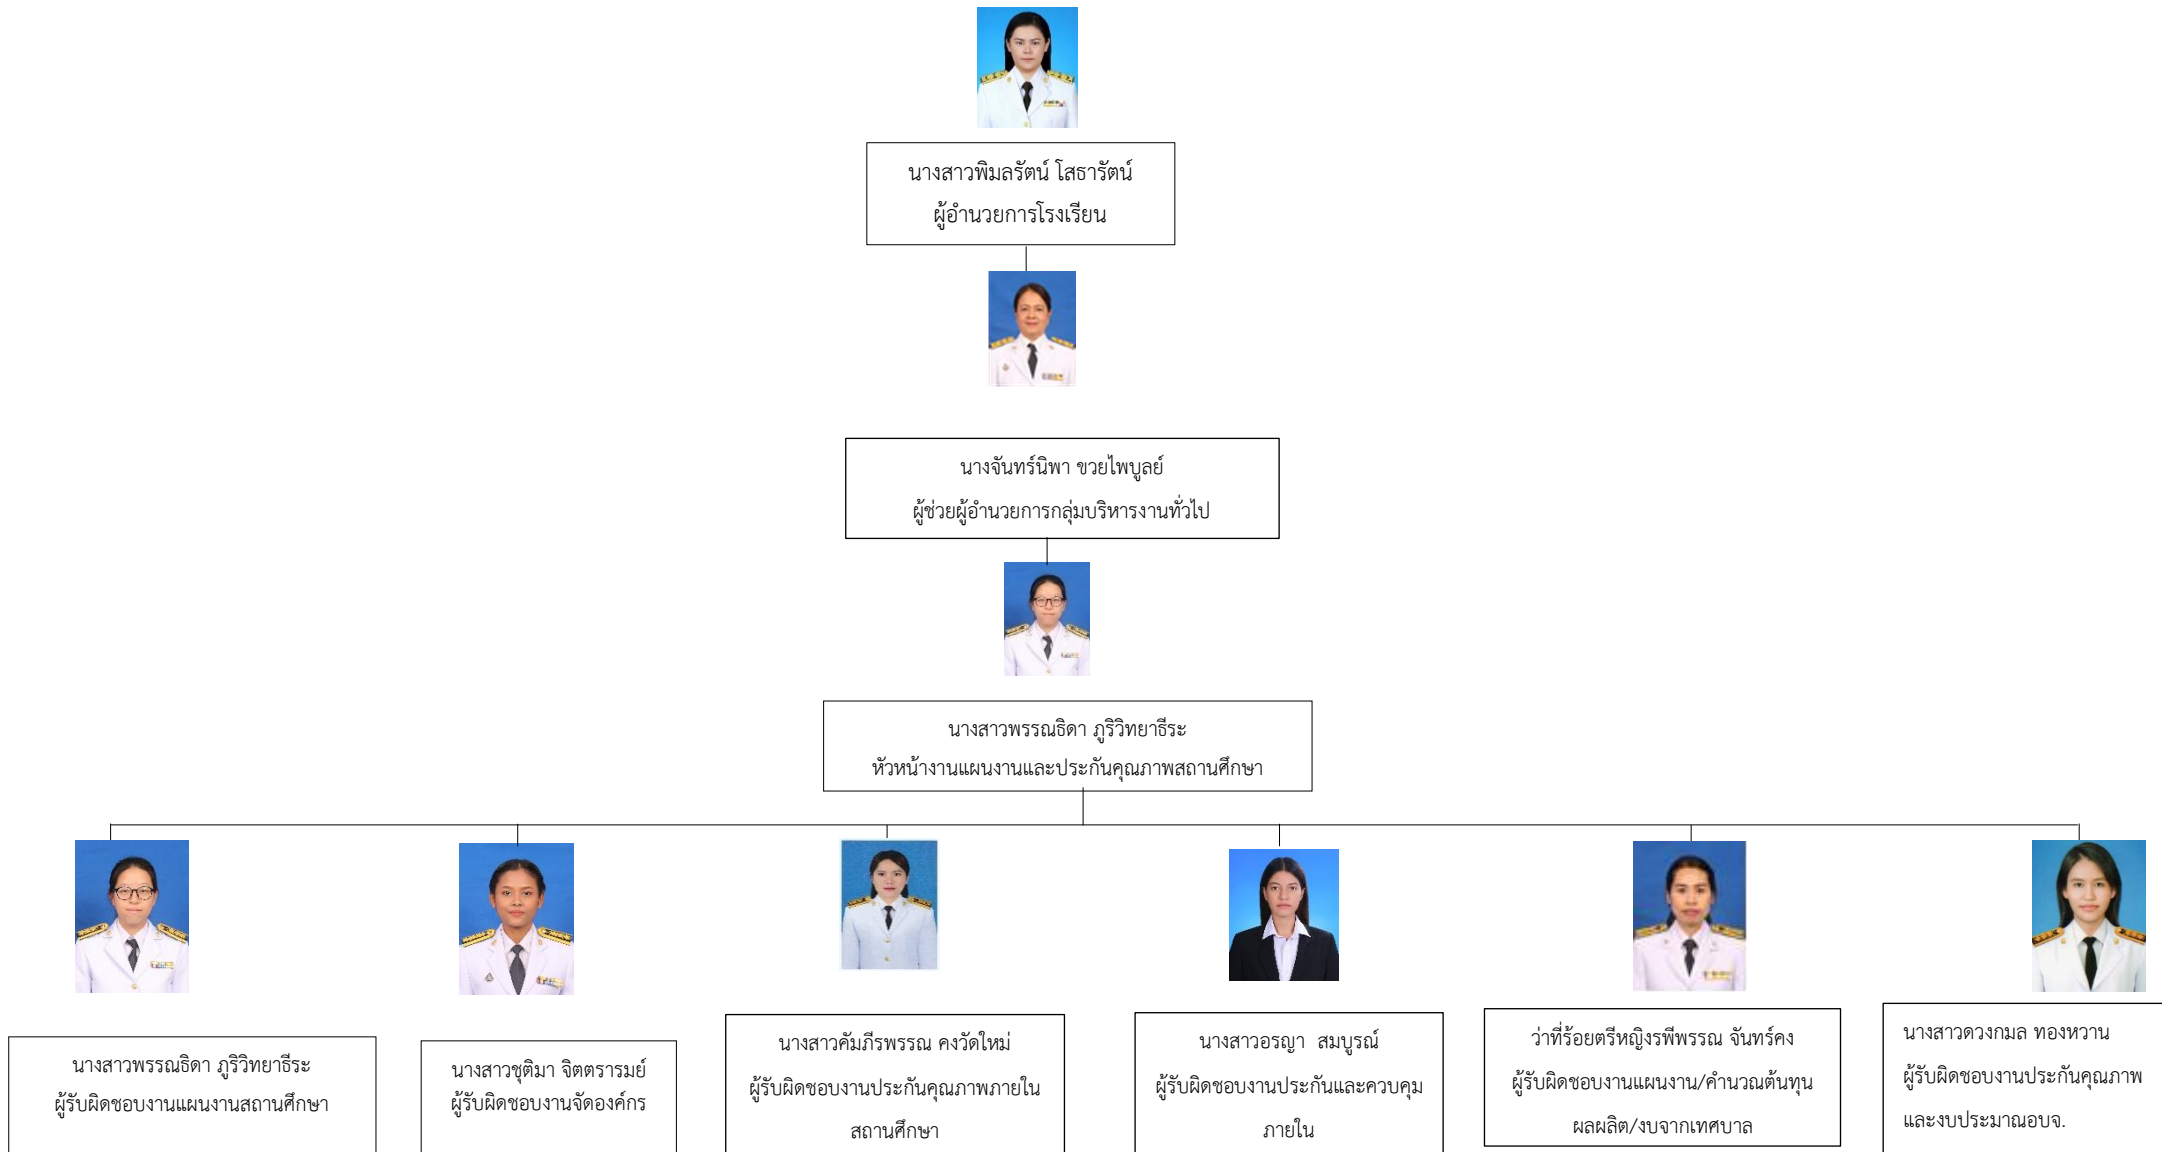 นางสาวพิมลรัตน์ โสธารัตน์
ผู้อำนวยการโรงเรียน
นางจันทร์นิพา ขวยไพบูลย์
ผู้ช่วยผู้อำนวยการกลุ่มบริหารงานทั่วไป
นางสาวพรรณธิดา ภูริวิทยาธีระ
หัวหน้างานแผนงานและประกันคุณภาพสถานศึกษา
นางสาวพรรณธิดา ภูริวิทยาธีระ
ผู้รับผิดชอบงานแผนงานสถานศึกษา
นางสาวชุติมา จิตตรารมย์
ผู้รับผิดชอบงานจัดองค์กร
นางสาวคัมภีรพรรณ คงวัดใหม่
ผู้รับผิดชอบงานประกันคุณภาพภายใน
สถานศึกษา
นางสาวอรญา สมบูรณ์
ผู้รับผิดชอบงานประกันและควบคุม
ภายใน
ว่าที่ร้อยตรีหญิงรพีพรรณ จันทร์คง
ผู้รับผิดชอบงานแผนงาน/คำนวณต้นทุน
ผลผลิต/งบจากเทศบาล
นางสาวดวงกมล ทองหวาน
ผู้รับผิดชอบงานประกันคุณภาพ
และงบประมาณอบจ.